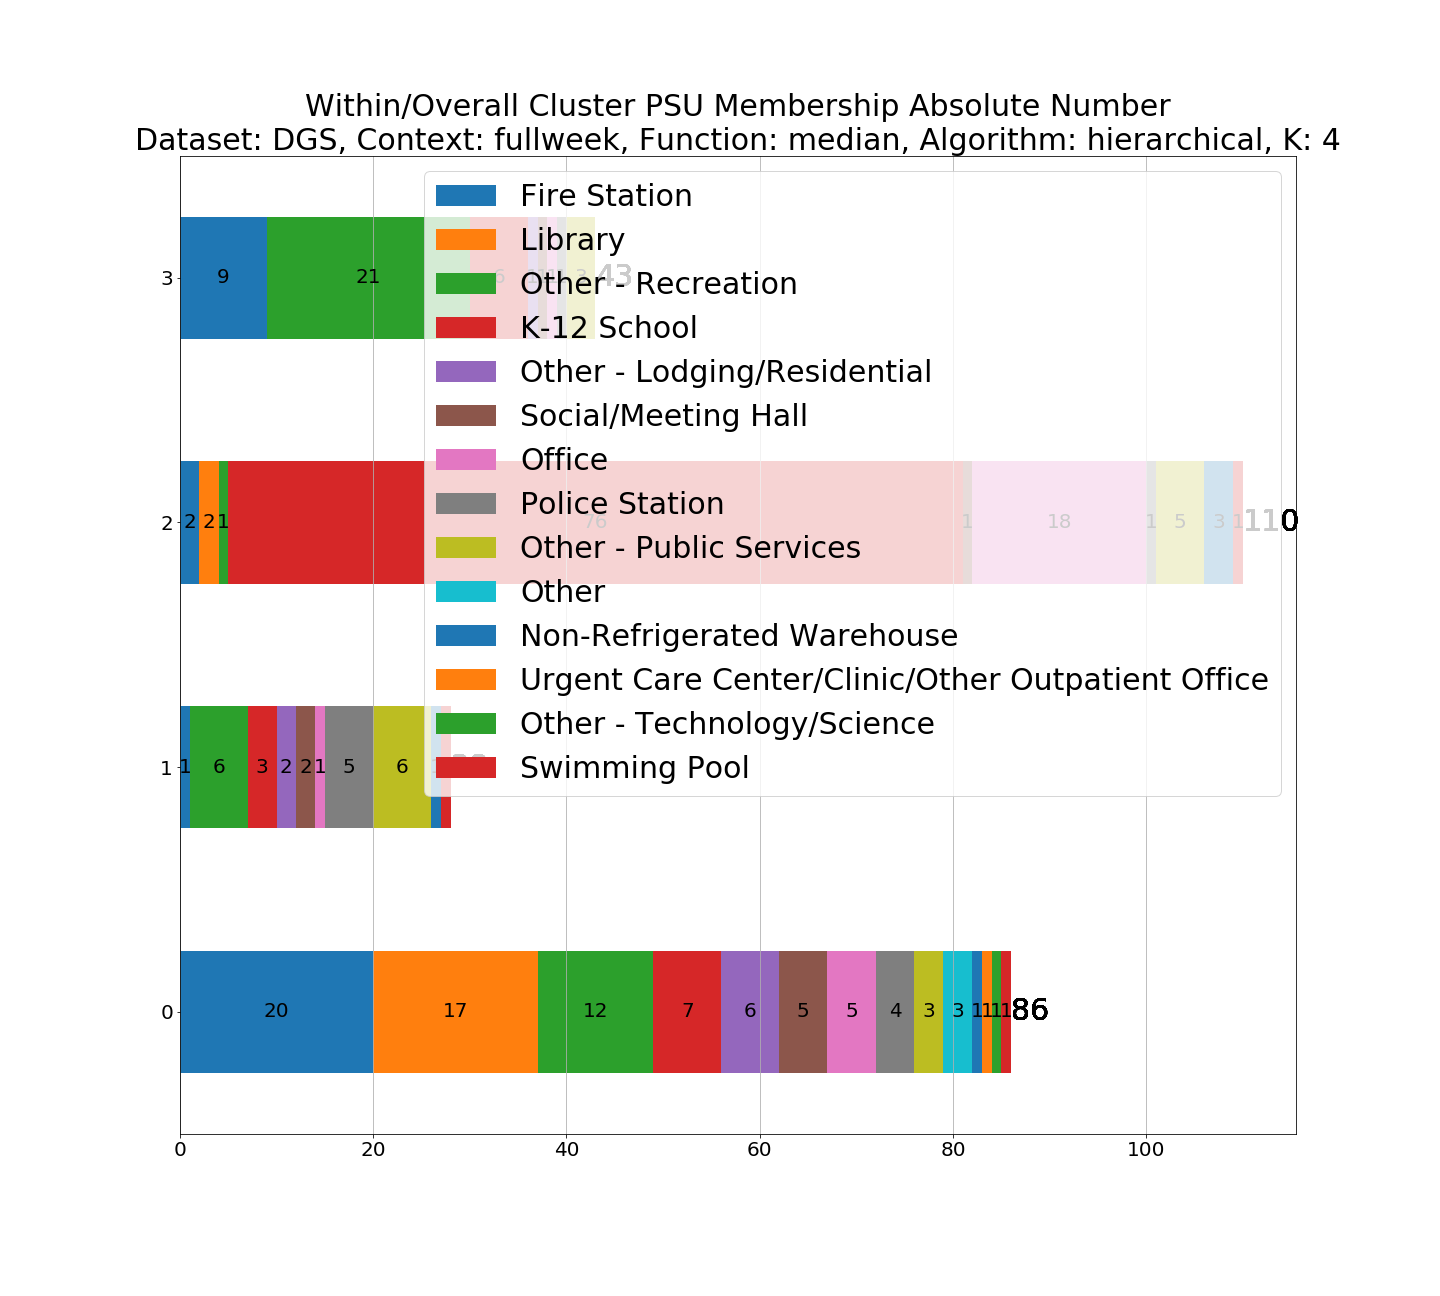 Within/Overall Cluster PSU Membership Absolute Number
Dataset: DGS, Context: fullweek, Function: median, Algorithm: hierarchical, K: 4
Fire Station
Library
Other - Recreation
K-12 School
Other - Lodging/Residential
Social/Meeting Hall
Office
Police Station
Other - Public Services
Other
Non-Refrigerated Warehouse
Urgent Care Center/Clinic/Other Outpatient Office
Other - Technology/Science
Swimming Pool
3 9 21 6 3 43
2 2 2 1 76 1 18 1 5 3 1 110
1 1 6 3 2 2 1 5 6
0 20 17 12 7 6 5 5 4 3 3 1 1 1 1 86
0 20 40 60 80 100